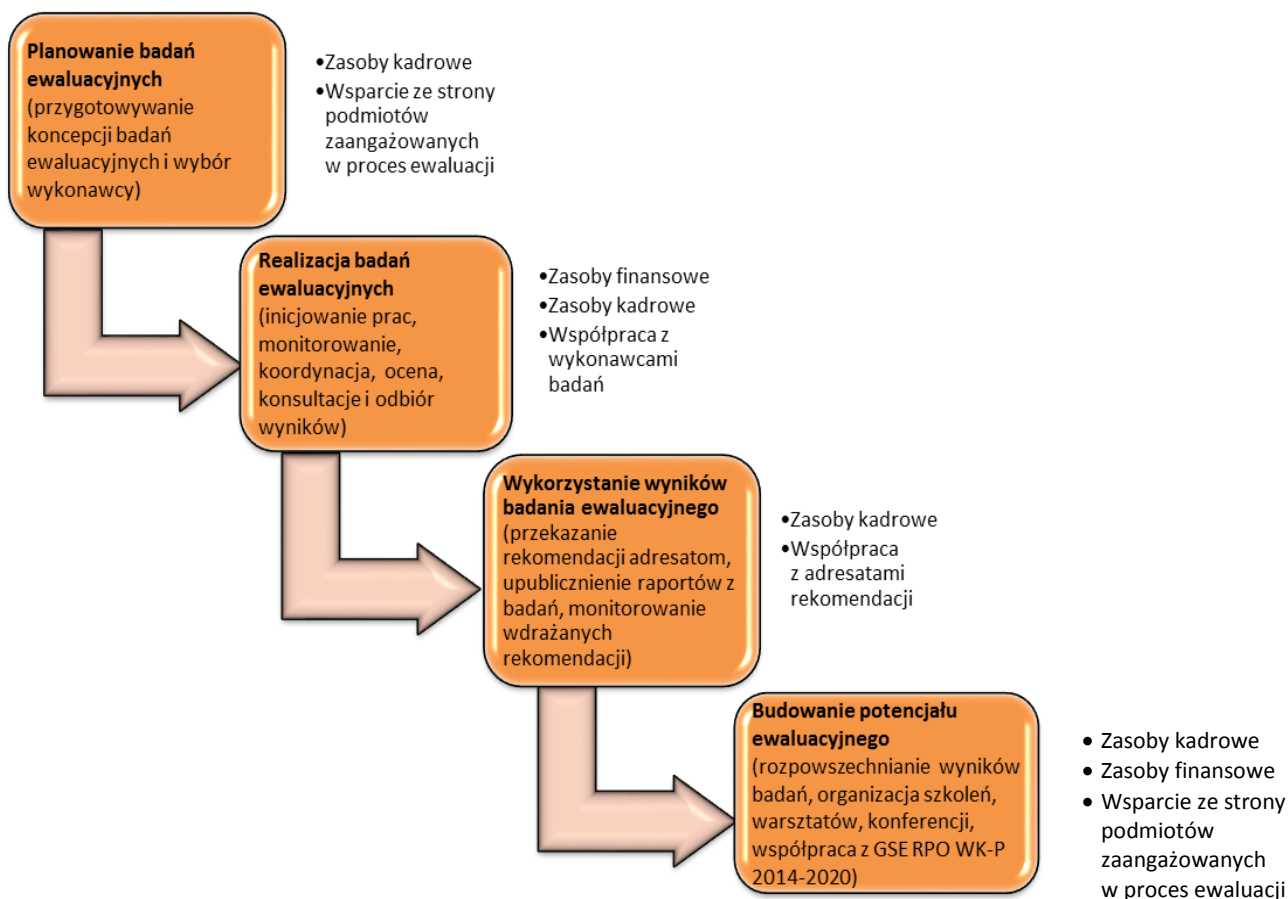 Planowanie badań
ewaluacyjnych
(przygotowywanie
koncepcji badań
ewaluacyjnych i wybór
wykonawcy)
•Zasoby kadrowe
•Wsparcie ze strony
podmiotów
zaangażowanych
w proces ewaluacji
Realizacja badań
ewaluacyjnych
(inicjowanie prac,
monitorowanie,
koordynacja, ocena,
konsultacje i odbiór
wyników)
•Zasoby finansowe
•Zasoby kadrowe
•Współpraca z
wykonawcami
badań
Wykorzystanie wyników
badania ewaluacyjnego
(przekazanie
rekomendacji adresatom,
upublicznienie raportów z
badań, monitorowanie
wdrażanych
rekomendacji)
•Zasoby kadrowe
•Współpraca
z adresatami
rekomendacji
Budowanie potencjału
ewaluacyjnego
(rozpowszechnianie wyników
badań, organizacja szkoleń,
warsztatów, konferencji,
współpraca z GSE RPO WK-P
2014-2020)
• Zasoby kadrowe
• Zasoby finansowe
• Wsparcie ze strony
podmiotów
zaangażowanych
w proces ewaluacji